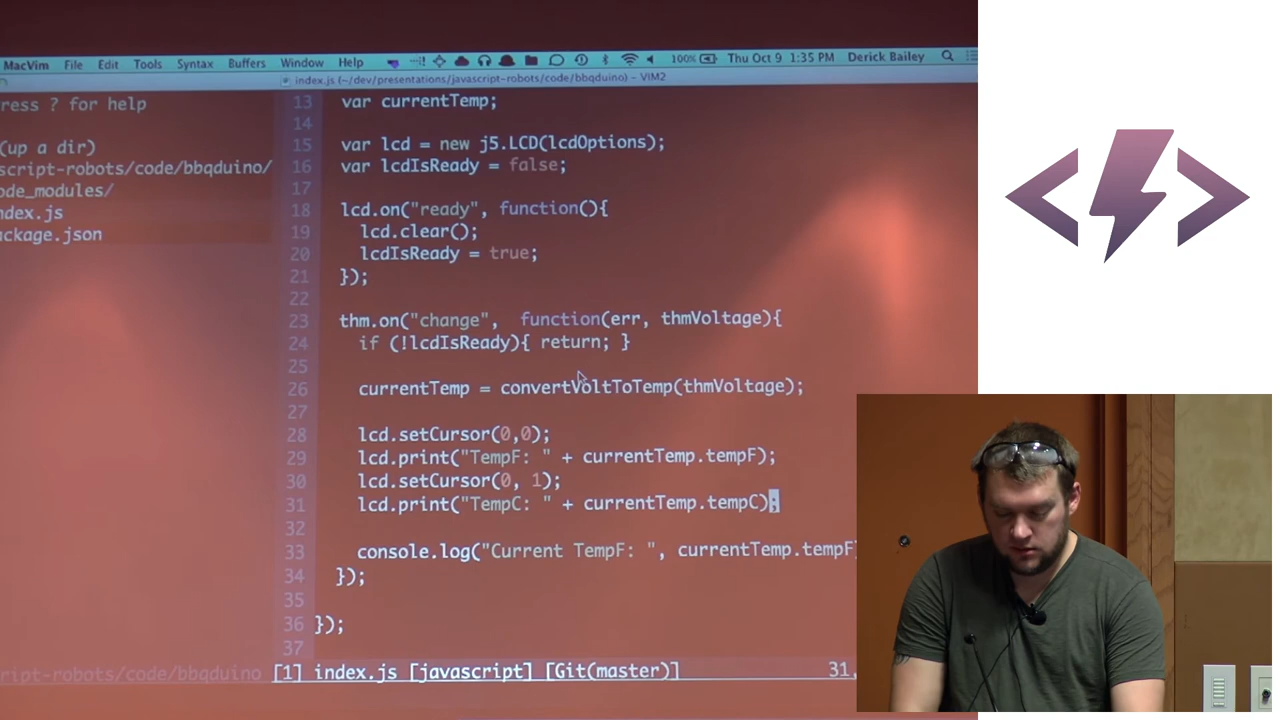 MacVim File Edit Tools Syntax Buffers Window Help 100% Thu Oct 9 1:35 PM Derick Bailey
index.js (~/dev/presentations/javascript-robots/code/bbqduino) - VIM2
ress ? for help
(up a dir)
script-robots/code/bbqduino/
ode_modules/
ndex.js
ackage.json
13 var currentTemp;
14
15 var lcd = new j5.LCD(lcdOptions);
16 var lcdIsReady = false;
17
18 lcd.on("ready", function(){
19 lcd.clear();
20 lcdIsReady = true;
21 });
22
23 thm.on("change", function(err, thmVoltage){
24 if (!lcdIsReady){ return; }
25
26 currentTemp = convertVoltToTemp(thmVoltage);
27
28 lcd.setCursor(0,0);
29 lcd.print("TempF: " + currentTemp.tempF);
30 lcd.setCursor(0, 1);
31 lcd.print("TempC: " + currentTemp.tempC);
32
33 console.log("Current TempF: ", currentTemp.tempF)
34 });
35
36 });
37
ript-robots/code/bbqduino [1] index.js [javascript] [Git(master)] 31,